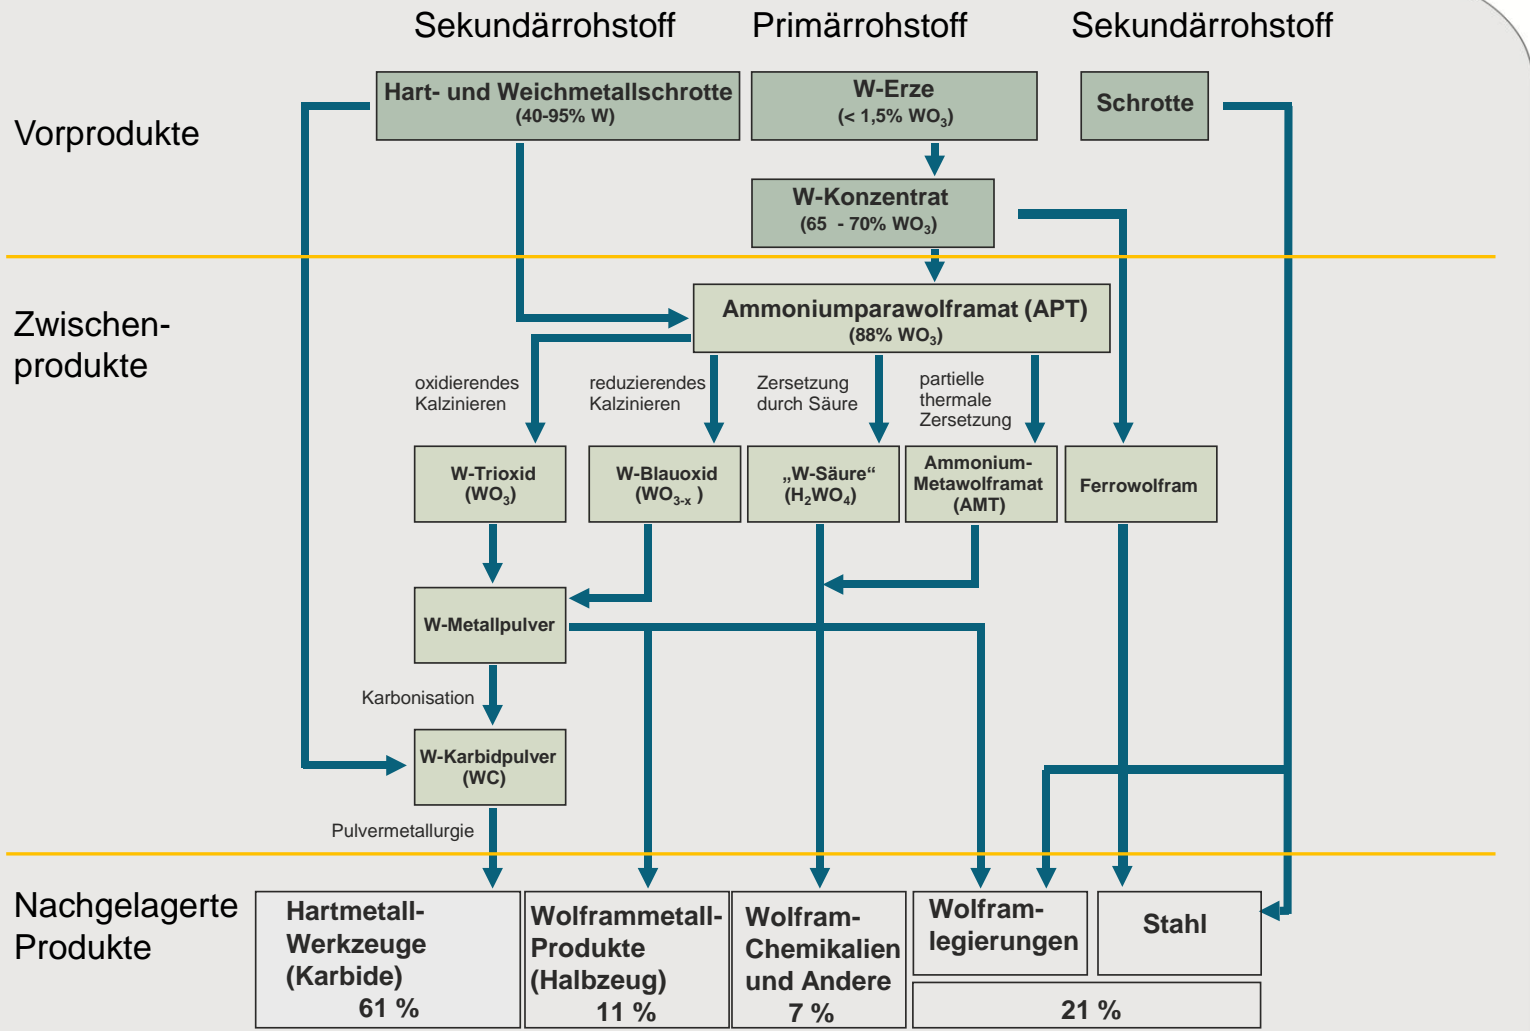 Sekundärrohstoff
Primärrohstoff
Sekundärrohstoff
Vorprodukte
Hart- und Weichmetallschrotte
(40-95% W)
W-Erze
(< 1,5% WO3)
Schrotte
W-Konzentrat
(65 - 70% WO3)
Zwischen-
produkte
Ammoniumparawolframat (APT)
(88% WO3)
oxidierendes
Kalzinieren
reduzierendes
Kalzinieren
Zersetzung
durch Säure
partielle
thermale
Zersetzung
W-Trioxid
(WO3)
W-Blauoxid
(WO3-x )
„W-Säure“
(H2WO4)
Ammonium-
Metawolframat
(AMT)
Ferrowolfram
W-Metallpulver
Karbonisation
W-Karbidpulver
(WC)
Pulvermetallurgie
Nachgelagerte
Produkte
Hartmetall-
Werkzeuge
(Karbide)
61 %
Wolframmetall-
Produkte
(Halbzeug)
11 %
Wolfram-
Chemikalien
und Andere
7 %
Wolfram-
legierungen
Stahl
21 %